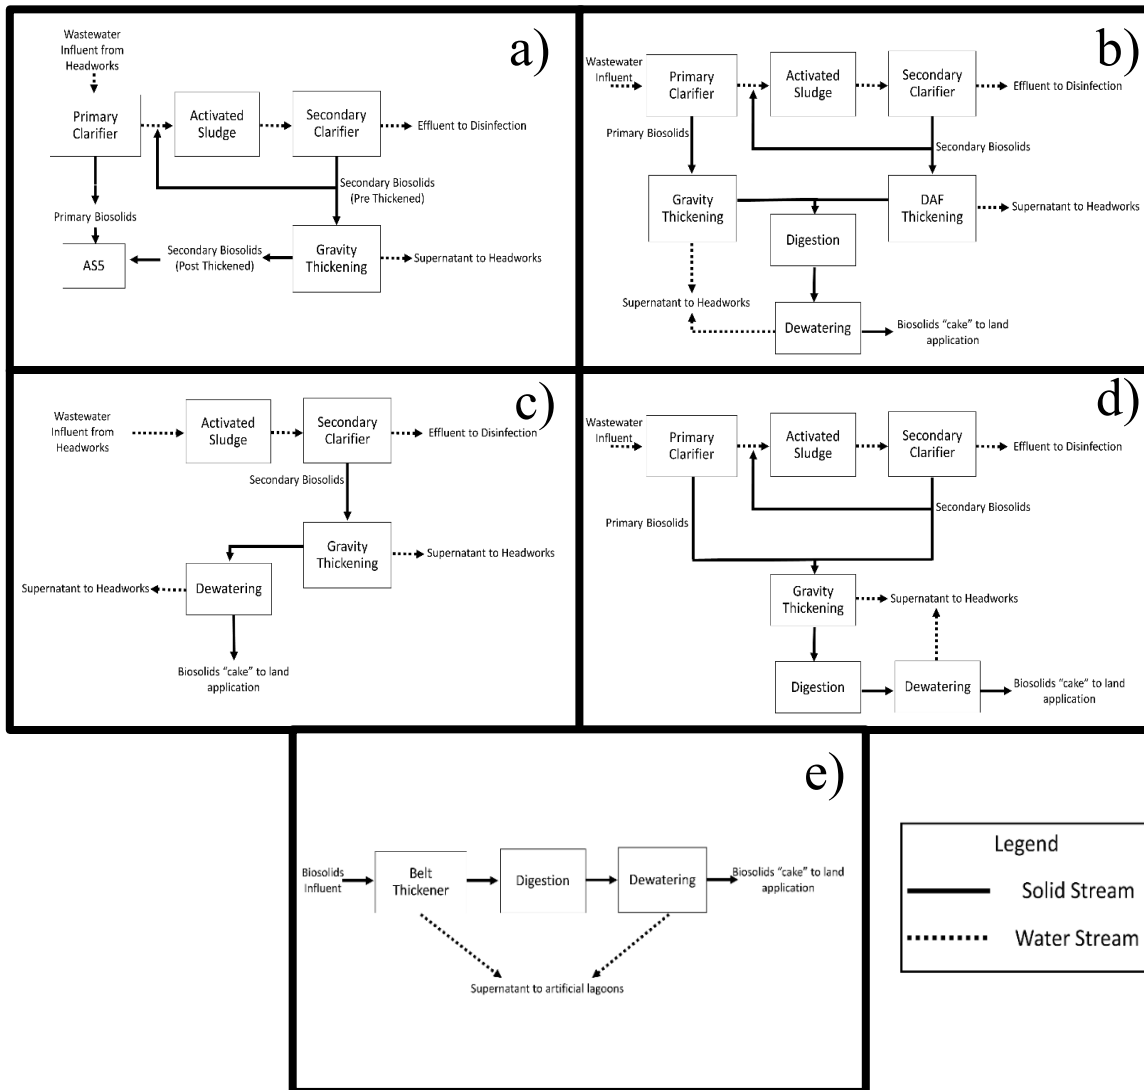 a)
Wastewater
Influent from
Headworks
Primary
Clarifier
Activated
Sludge
Secondary
Clarifier
Effluent to Disinfection
Secondary Biosolids
(Pre Thickened)
Primary Biosolids
AS5
Secondary Biosolids
(Post Thickened)
Gravity
Thickening
Supernatant to Headworks
b)
Wastewater
Influent
Primary
Clarifier
Activated
Sludge
Secondary
Clarifier
Effluent to Disinfection
Primary Biosolids
Secondary Biosolids
Gravity
Thickening
DAF
Thickening
Supernatant to Headworks
Digestion
Supernatant to Headworks
Dewatering
Biosolids “cake” to land
application
c)
Wastewater
Influent from
Headworks
Activated
Sludge
Secondary
Clarifier
Effluent to Disinfection
Secondary Biosolids
Gravity
Thickening
Supernatant to Headworks
Supernatant to Headworks
Dewatering
Biosolids “cake” to land
application
d)
Wastewater
Influent
Primary
Clarifier
Activated
Sludge
Secondary
Clarifier
Effluent to Disinfection
Primary Biosolids
Secondary Biosolids
Gravity
Thickening
Supernatant to Headworks
Digestion
Dewatering
Biosolids “cake” to land
application
e)
Biosolids
Influent
Belt
Thickener
Digestion
Dewatering
Biosolids “cake” to land
application
Supernatant to artificial lagoons
Legend
Solid Stream
Water Stream